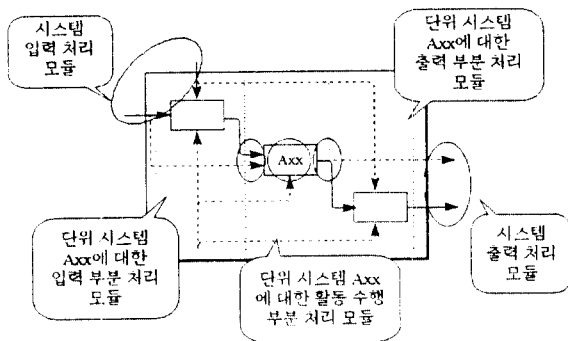 시스템
입력 처리
모듈
단위 시스템
Axx에 대한
출력 부분 처리
모듈
Axx
단위 시스템
Axx에 대한
입력 부분 처리
모듈
단위 시스템 Axx
에 대한 활동 수행
부분 처리 모듈
시스템
출력 처리
모듈